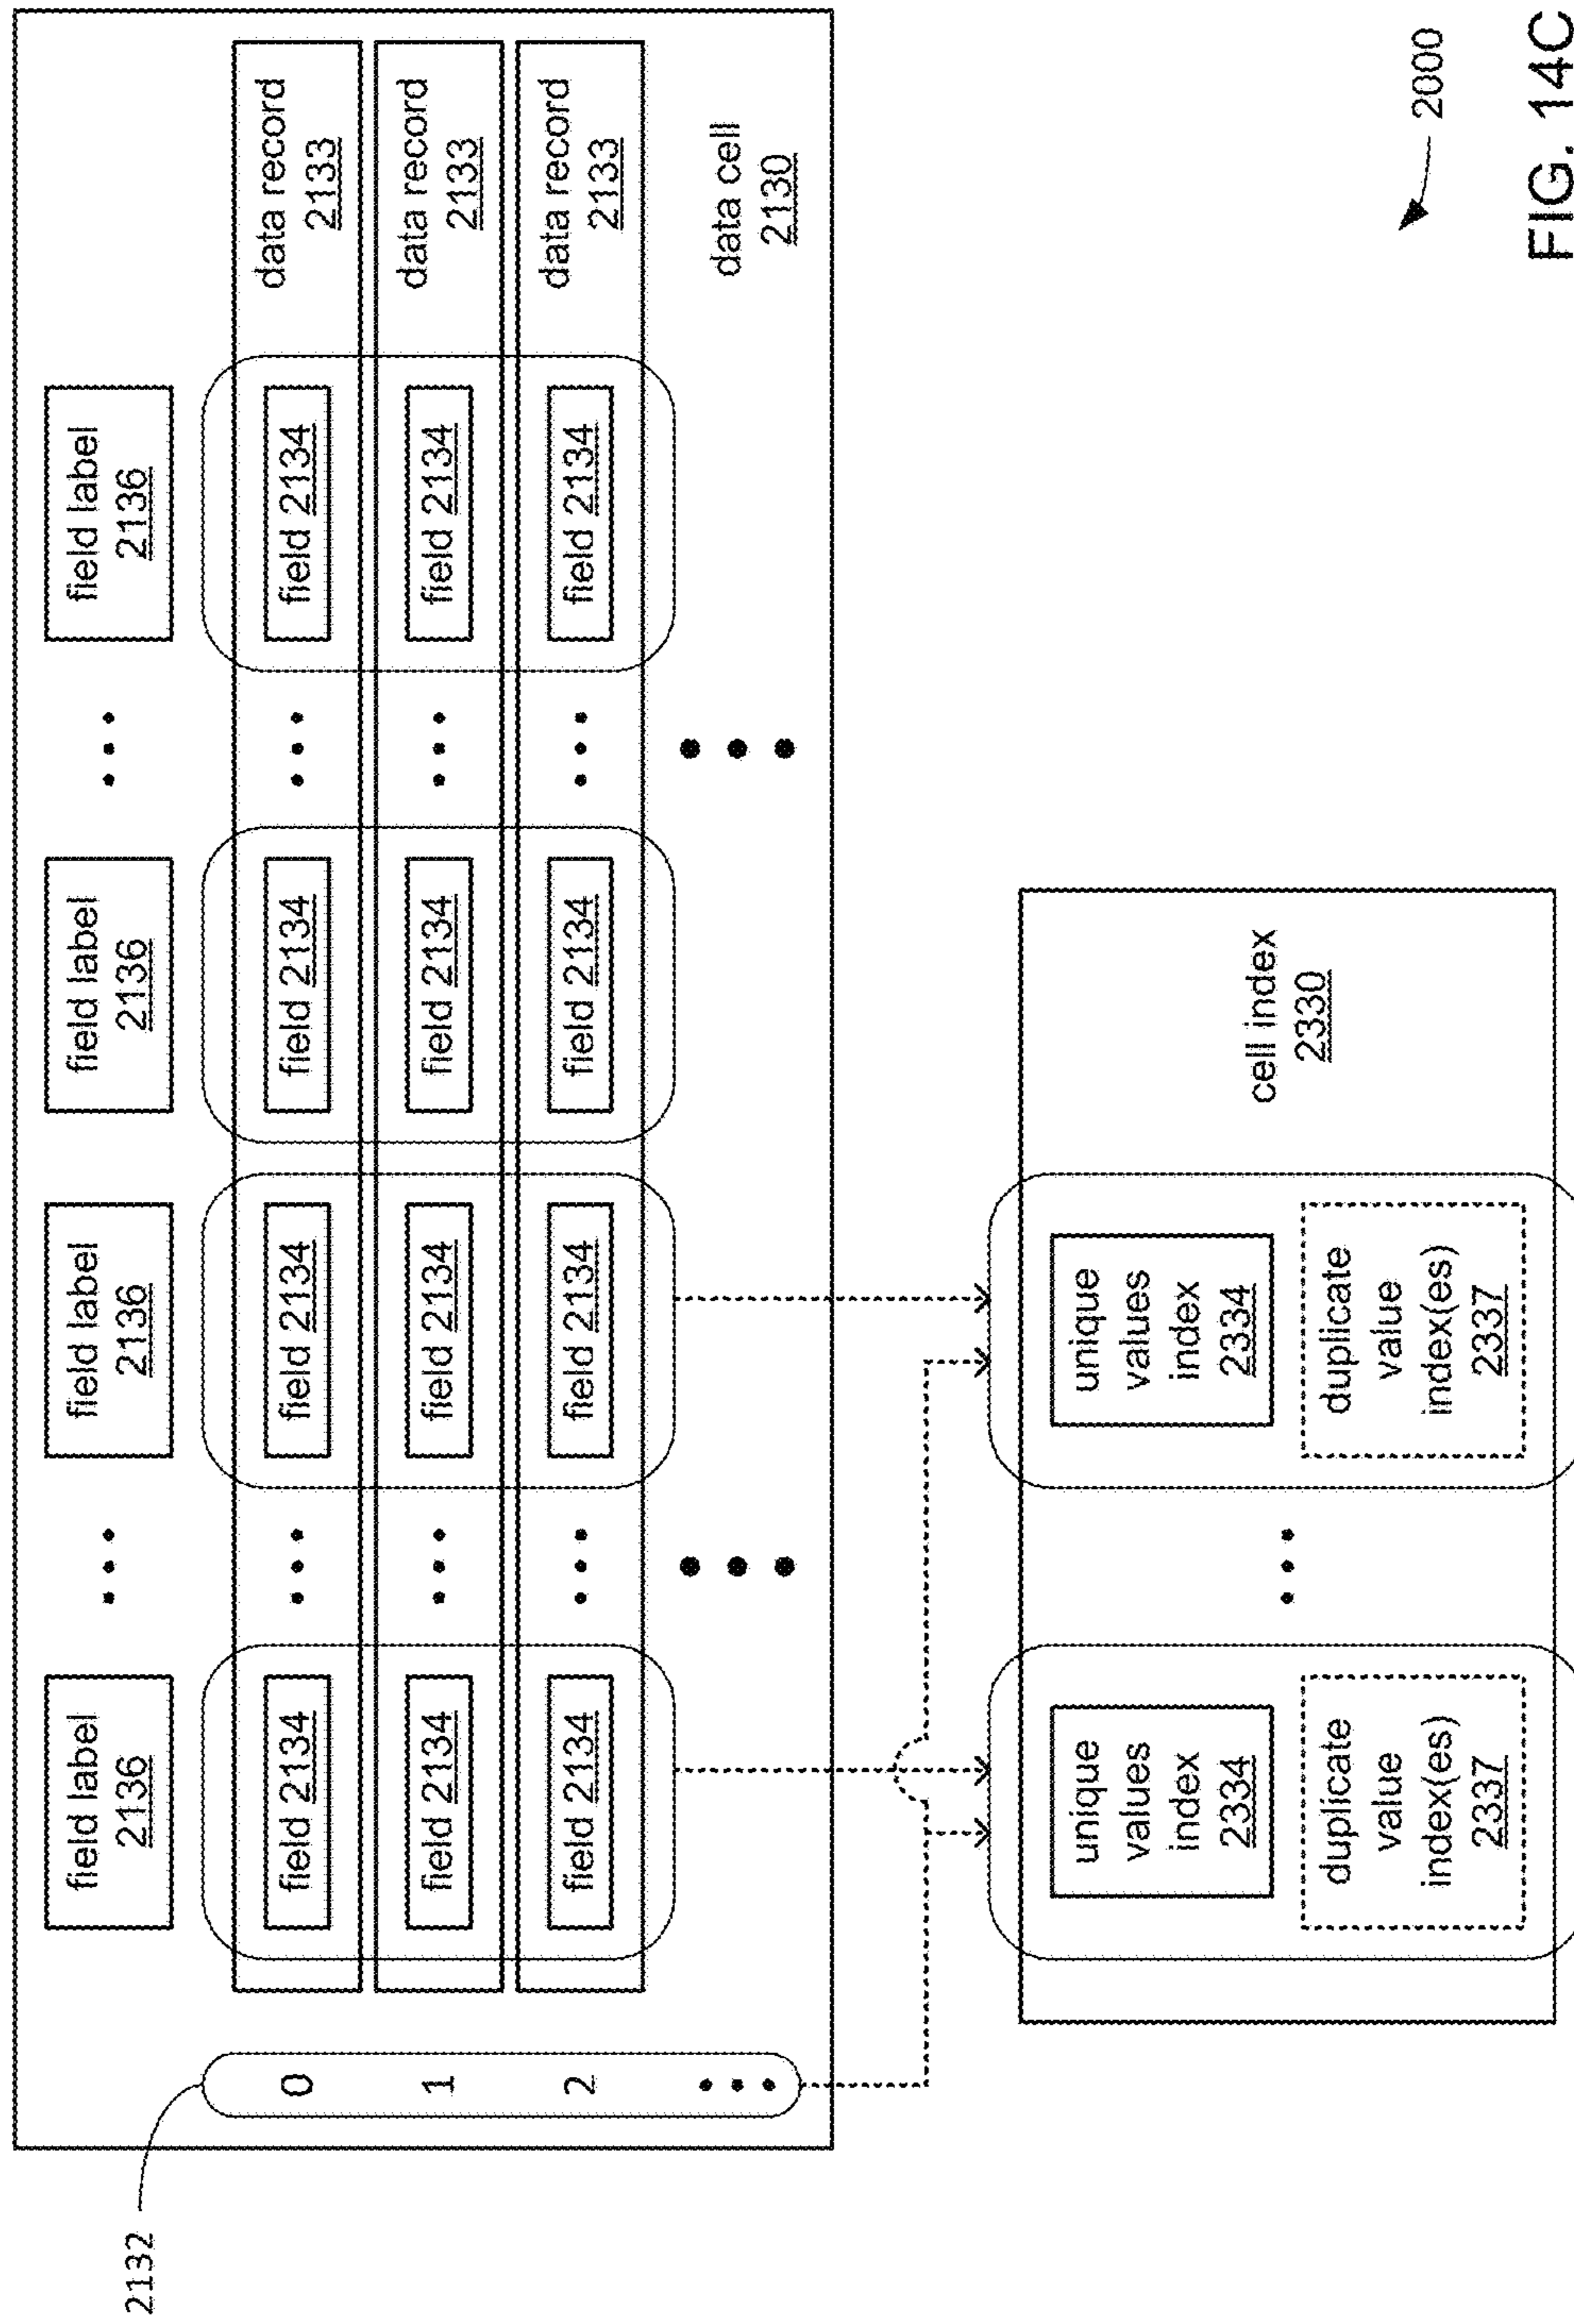 2132
field label
2136
• • •
field label
2136
field label
2136
• • •
field label
2136
0
field 2134
• • •
field 2134
field 2134
• • •
field 2134
data record
2133
1
field 2134
• • •
field 2134
field 2134
• • •
field 2134
data record
2133
2
field 2134
• • •
field 2134
field 2134
• • •
field 2134
data record
2133
data cell
2130
unique
values
index
2334
duplicate
value
index(es)
2337
• • •
unique
values
index
2334
duplicate
value
index(es)
2337
cell index
2330
2000
FIG. 14C